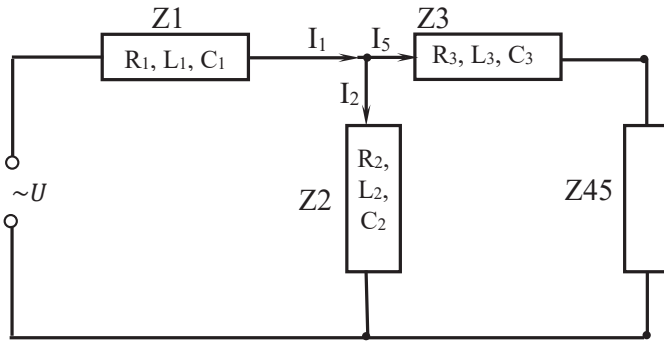 Z1
Z3
R₁, L₁, C₁
I₁
I₅
R₃, L₃, C₃
I₂
~U
Z2
R₂,
L₂,
C₂
Z45